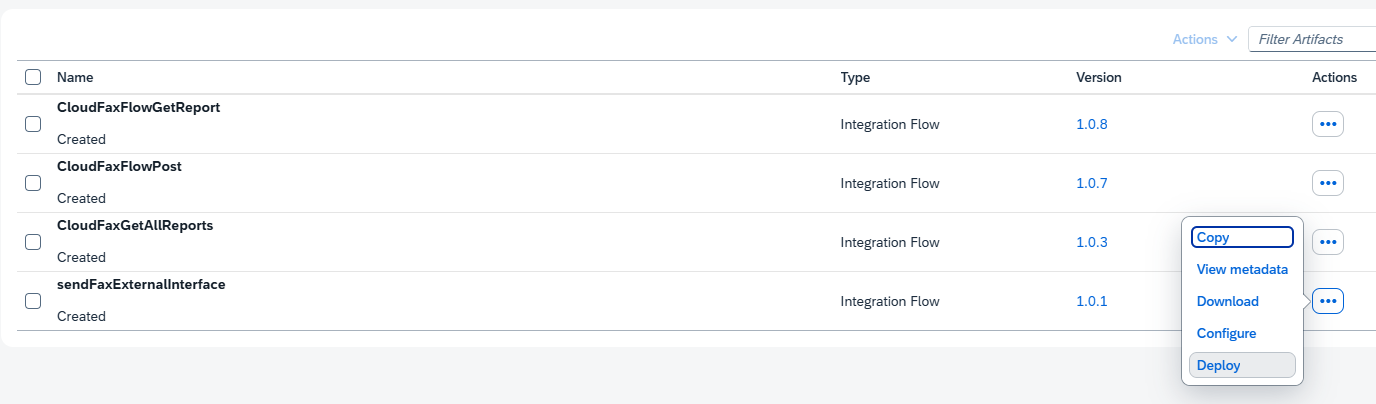 Actions Filter Artifacts
Name Type Version Actions
CloudFaxFlowGetReport
Created
Integration Flow 1.0.8
CloudFaxFlowPost
Created
Integration Flow 1.0.7
CloudFaxGetAllReports
Created
Integration Flow 1.0.3
sendFaxExternalInterface
Created
Integration Flow 1.0.1
Copy
View metadata
Download
Configure
Deploy